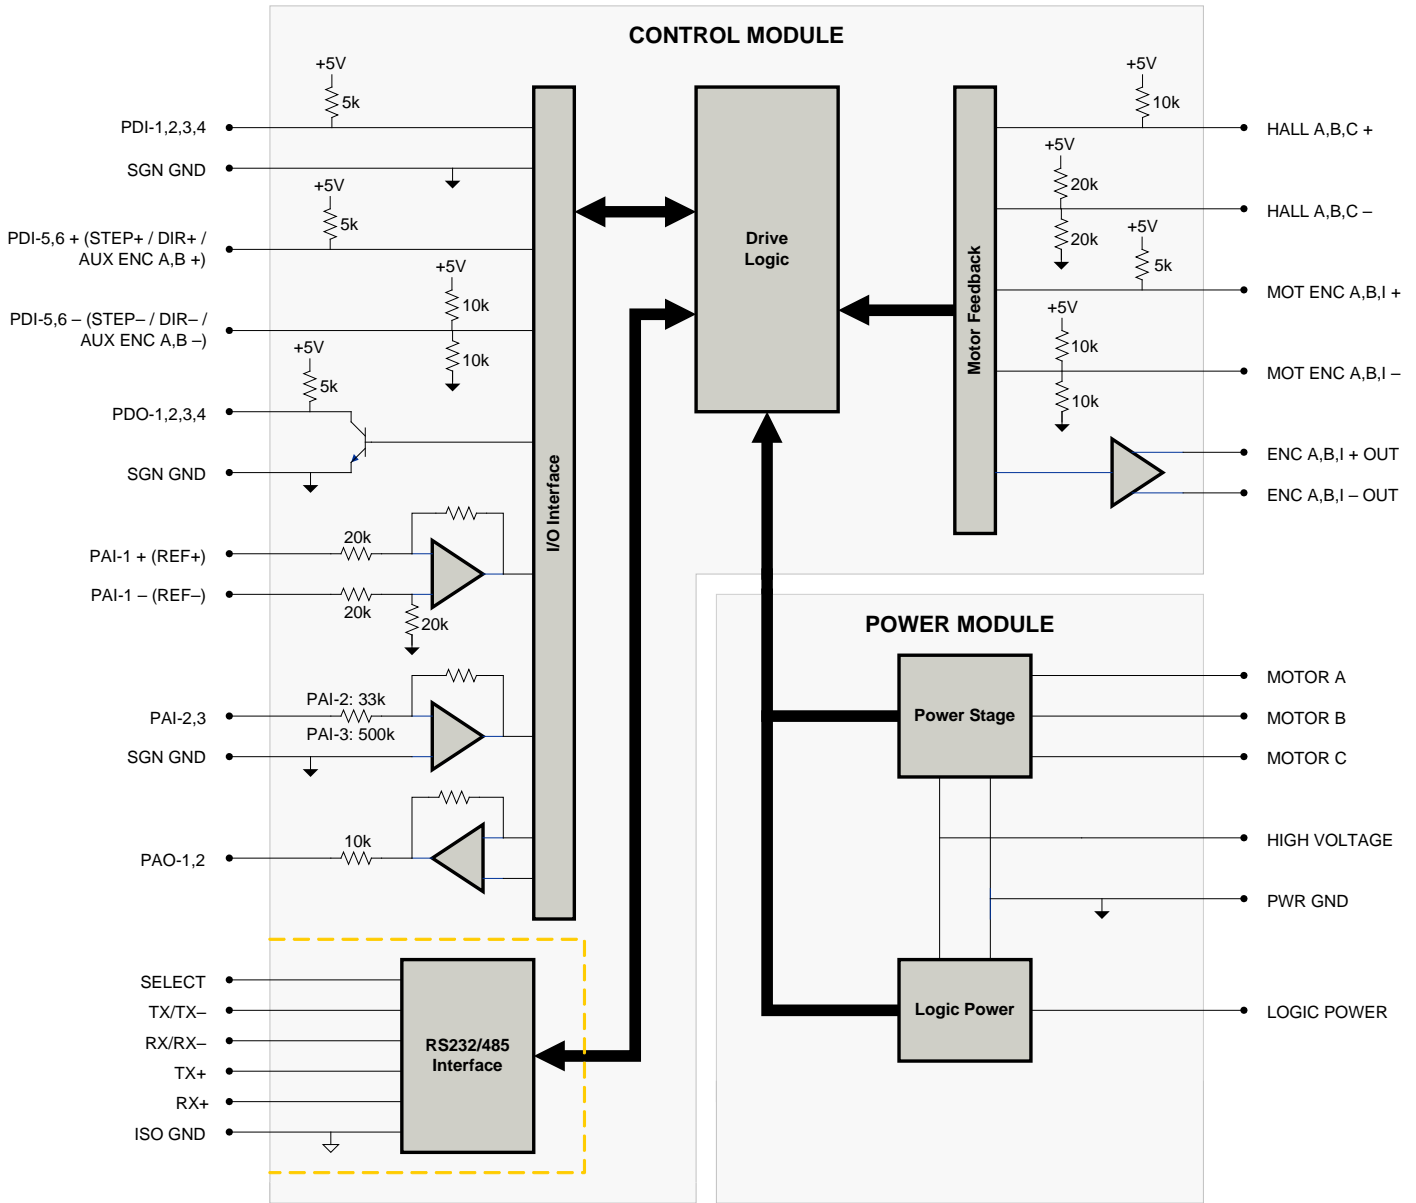 CONTROL MODULE
+5V
5k
PDI-1,2,3,4
SGN GND
+5V
5k
PDI-5,6 + (STEP+ / DIR+ /
AUX ENC A,B +)
+5V
10k
PDI-5,6 – (STEP– / DIR– /
AUX ENC A,B –)
10k
+5V
5k
PDO-1,2,3,4
SGN GND
20k
PAI-1 + (REF+)
PAI-1 – (REF–)
20k
20k
PAI-2: 33k
PAI-2,3
PAI-3: 500k
SGN GND
10k
PAO-1,2
I/O Interface
SELECT
TX/TX–
RX/RX–
TX+
RX+
ISO GND
RS232/485
Interface
Drive
Logic
Motor Feedback
+5V
10k
HALL A,B,C +
+5V
20k
HALL A,B,C –
20k
+5V
5k
MOT ENC A,B,I +
+5V
10k
MOT ENC A,B,I –
10k
ENC A,B,I + OUT
ENC A,B,I – OUT
POWER MODULE
Power Stage
MOTOR A
MOTOR B
MOTOR C
HIGH VOLTAGE
PWR GND
Logic Power
LOGIC POWER